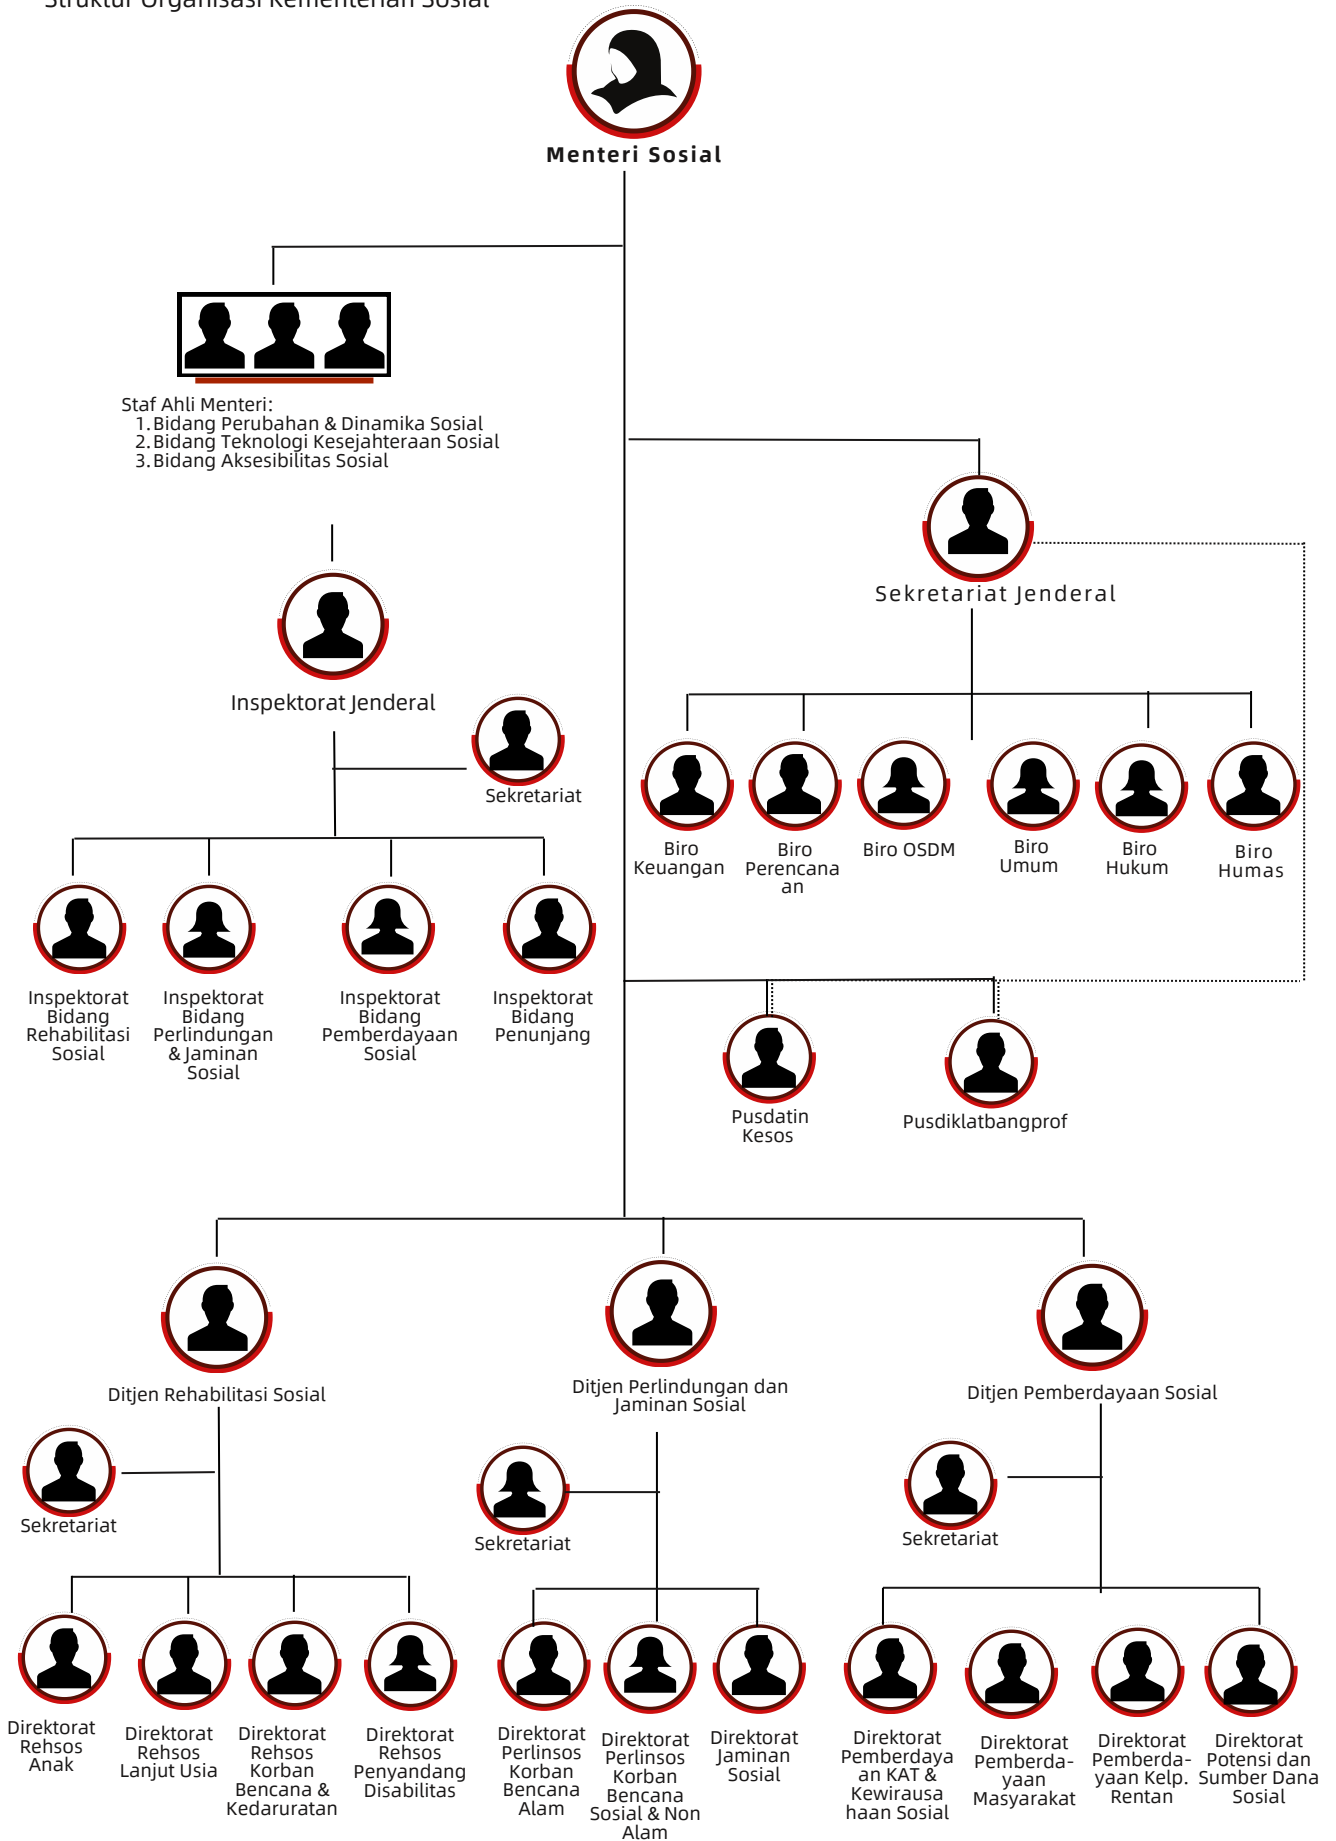 Struktur Organisasi Kementerian Sosial
Menteri Sosial
Staf Ahli Menteri:
1. Bidang Perubahan & Dinamika Sosial
2. Bidang Teknologi Kesejahteraan Sosial
3. Bidang Aksesibilitas Sosial
Sekretariat Jenderal
Inspektorat Jenderal
Sekretariat
Biro
Keuangan
Biro
Perencana
an
Biro OSDM
Biro
Umum
Biro
Hukum
Biro
Humas
Inspektorat
Bidang
Rehabilitasi
Sosial
Inspektorat
Bidang
Perlindungan
& Jaminan
Sosial
Inspektorat
Bidang
Pemberdayaan
Sosial
Inspektorat
Bidang
Penunjang
Pusdatin
Kesos
Pusdiklatbangprof
Ditjen Rehabilitasi Sosial
Ditjen Perlindungan dan
Jaminan Sosial
Ditjen Pemberdayaan Sosial
Sekretariat
Sekretariat
Sekretariat
Direktorat
Rehsos
Anak
Direktorat
Rehsos
Lanjut Usia
Direktorat
Rehsos
Korban
Bencana &
Kedaruratan
Direktorat
Rehsos
Penyandang
Disabilitas
Direktorat
Perlinsos
Korban
Bencana
Alam
Direktorat
Perlinsos
Korban
Bencana
Sosial & Non
Alam
Direktorat
Jaminan
Sosial
Direktorat
Pemberdaya
an KAT &
Kewirausa
haan Sosial
Direktorat
Pemberda-
yaan
Masyarakat
Direktorat
Pemberda-
yaan Kelp.
Rentan
Direktorat
Potensi dan
Sumber Dana
Sosial